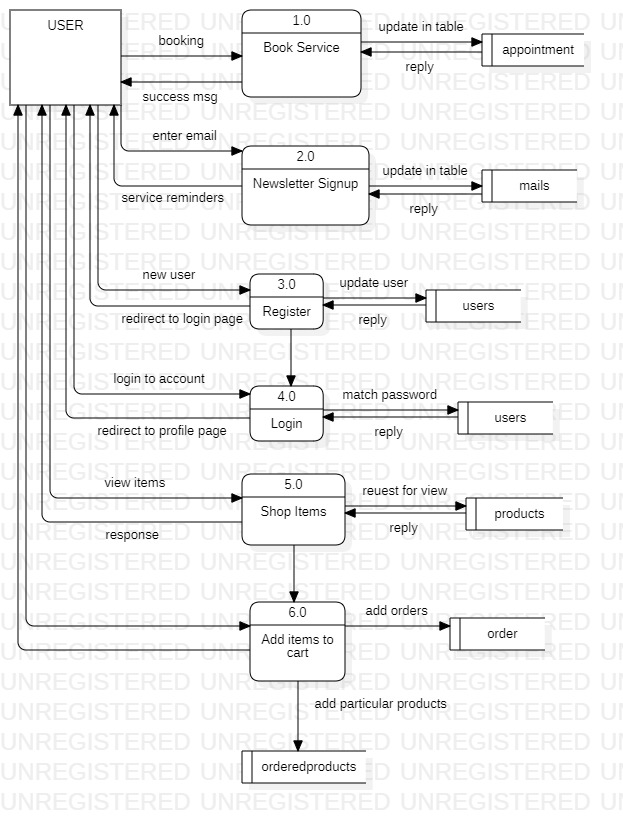 USER
1.0
Book Service
booking
success msg
update in table
reply
appointment
enter email
service reminders
2.0
Newsletter Signup
update in table
reply
mails
new user
redirect to login page
3.0
Register
update user
reply
users
login to account
redirect to profile page
4.0
Login
match password
reply
users
view items
response
5.0
Shop Items
reuest for view
reply
products
6.0
Add items to
cart
add orders
order
add particular products
orderedproducts
UNREGISTERED